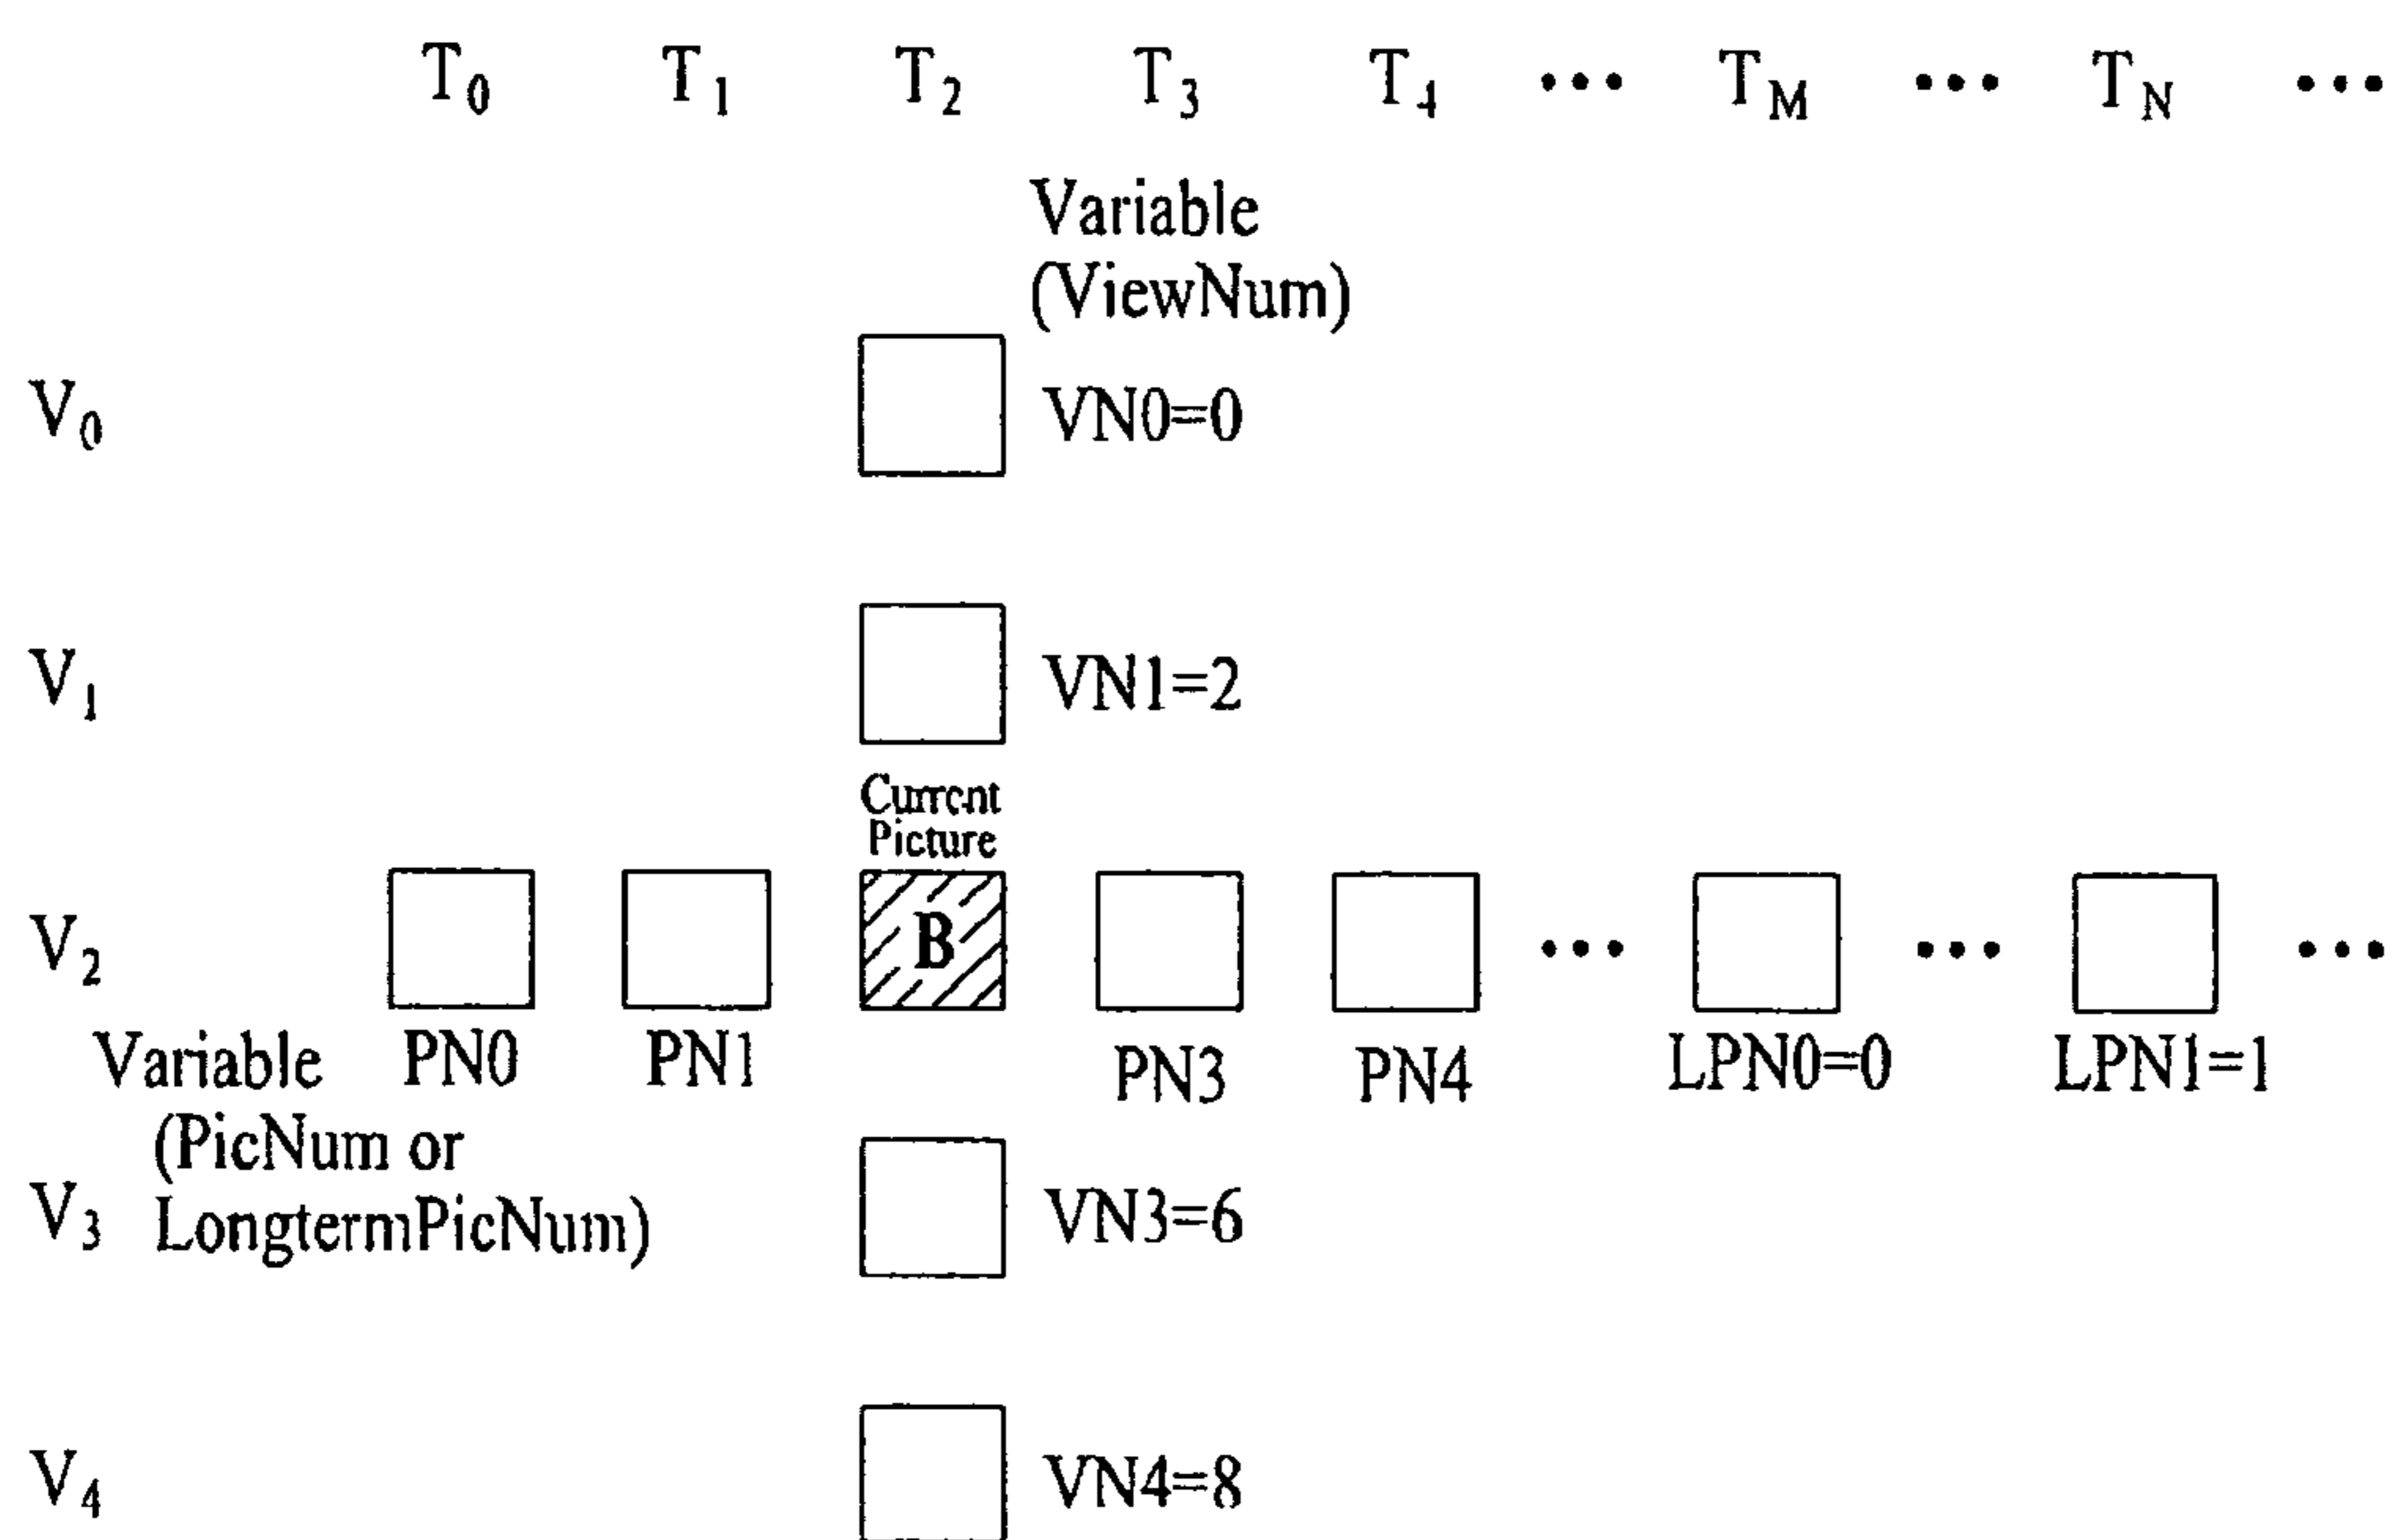 T0 T1 T2 T3 T4 ••• TM ••• TN •••
Variable
(ViewNum)
V0 VN0=0
V1 VN1=2
Current
Picture
V2 B ••• ••• •••
Variable PN0 PN1 PN3 PN4 LPN0=0 LPN1=1
(PicNum or
LongtermPicNum)
V3 VN3=6
V4 VN4=8